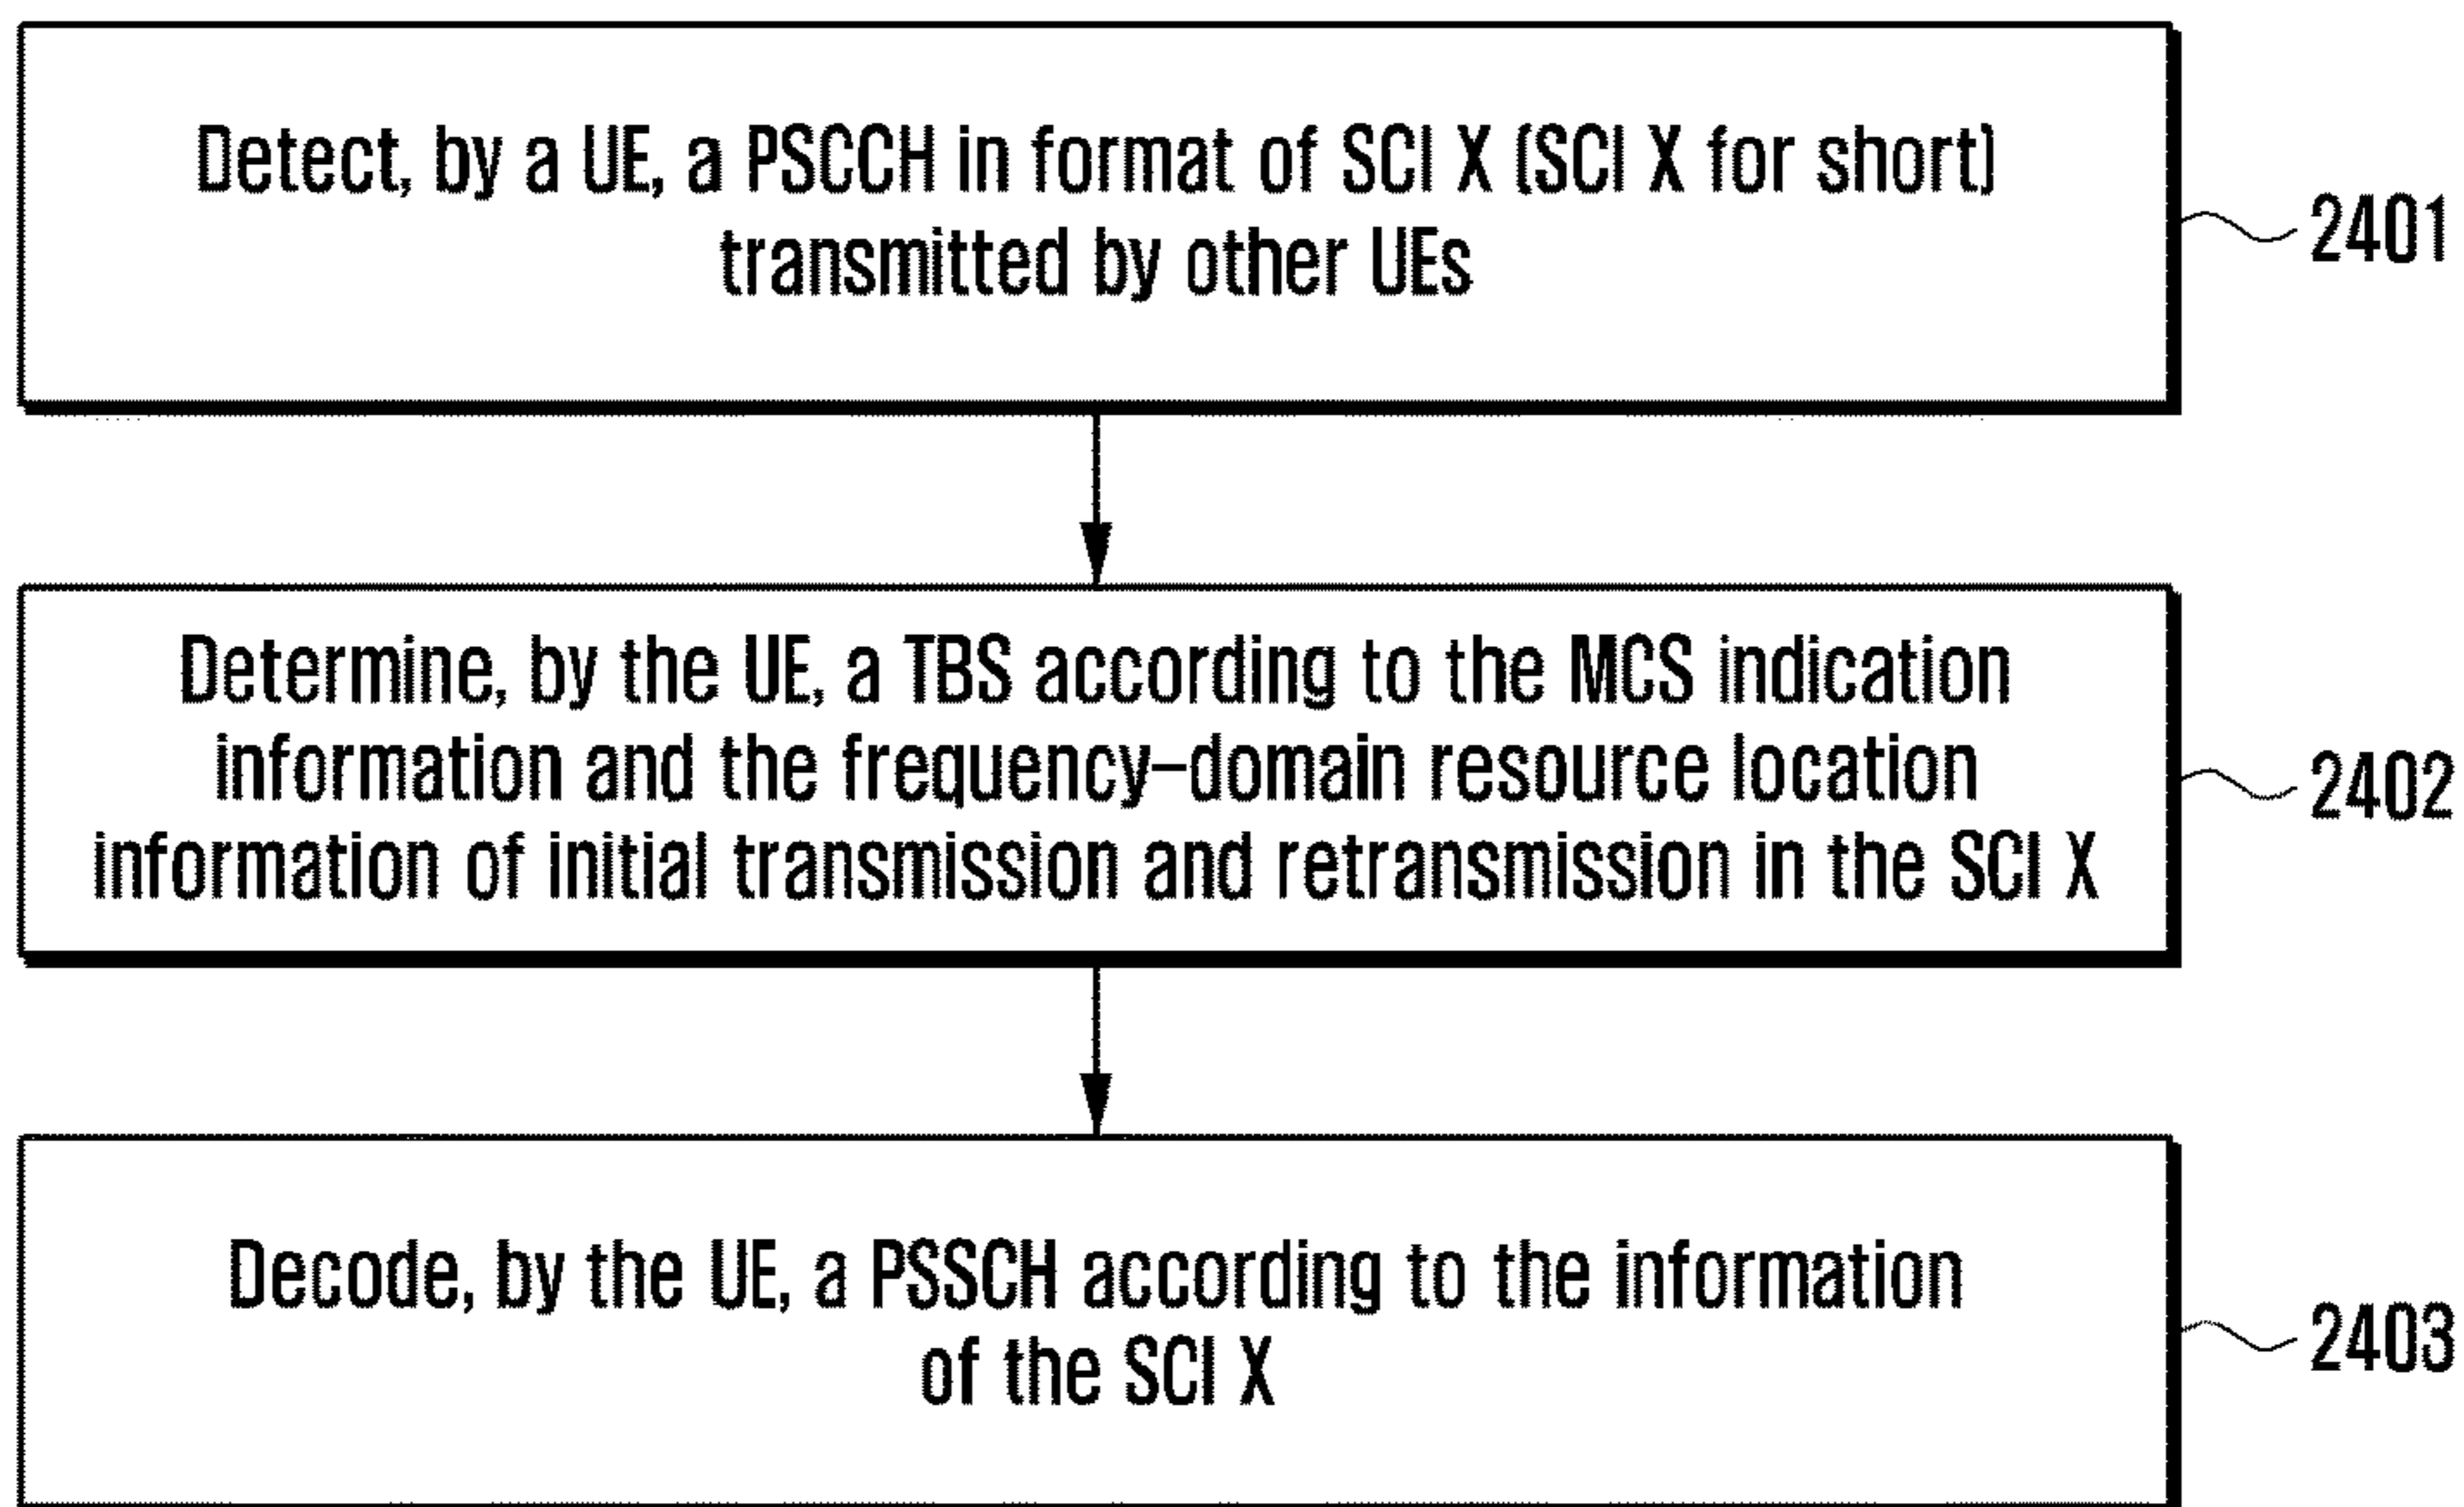 Detect, by a UE, a PSCCH in format of SCI X (SCI X for short)
transmitted by other UEs
2401
Determine, by the UE, a TBS according to the MCS indication
information and the frequency-domain resource location
information of initial transmission and retransmission in the SCI X
2402
Decode, by the UE, a PSSCH according to the information
of the SCI X
2403